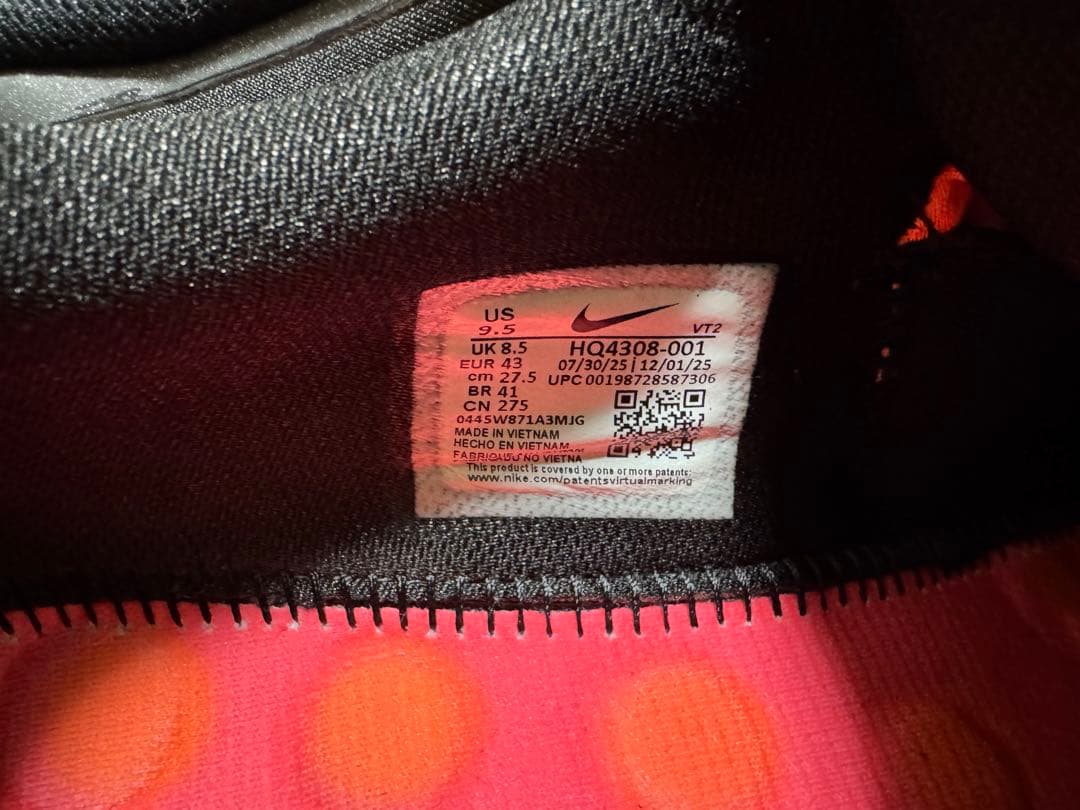 US
9.5
VT2
UK 8.5
HQ4308-001
EUR 43
07/30/25 | 12/01/25
cm 27.5
UPC 00198728587306
BR 41
CN 275
0445W871A3MJG
MADE IN VIETNAM
HECHO EN VIETNAM
NO VIETNA
This product is covered by one or more patents:
www.nike.com/patentsvirtualmarking